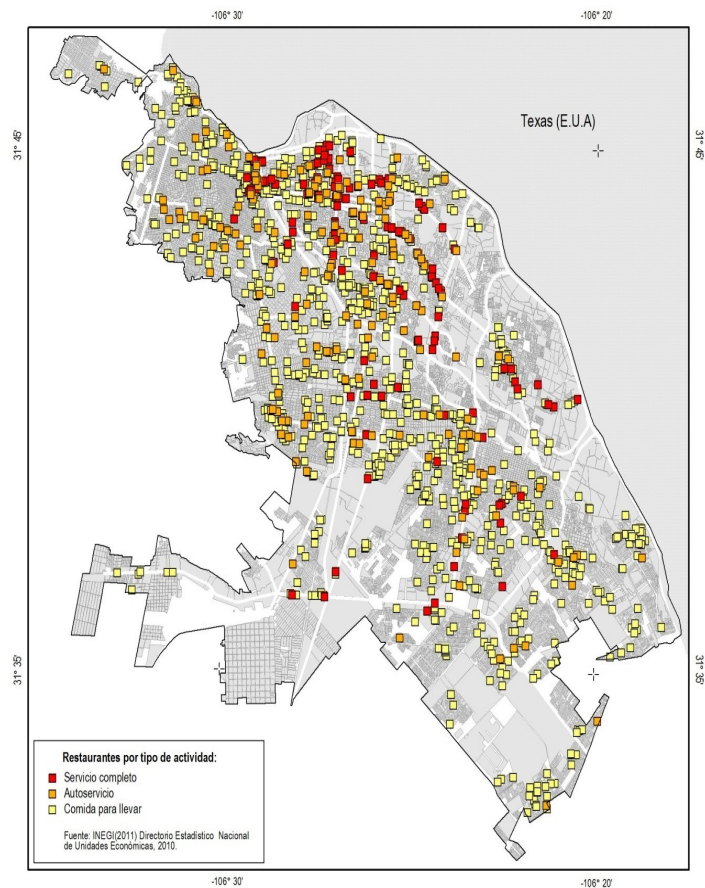 -106° 30'
-106° 20'
Texas (E.U.A)
31° 45'
31° 45'
31° 35'
31° 35'
Restaurantes por tipo de actividad:
Servicio completo
Autoservicio
Comida para llevar
Fuente: INEGI(2011) Directorio Estadístico Nacional
de Unidades Económicas, 2010.
-106° 30'
-106° 20'